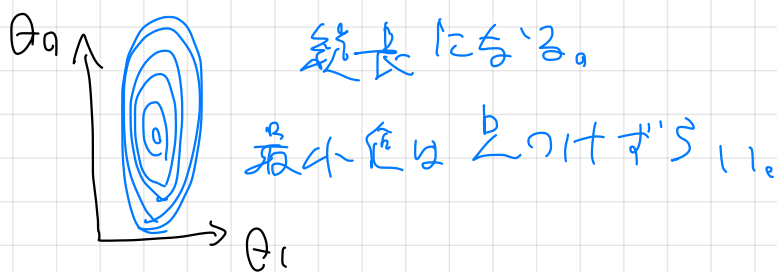 θ₀
縦長になる。
最小値は見つけずらい。
θ₁